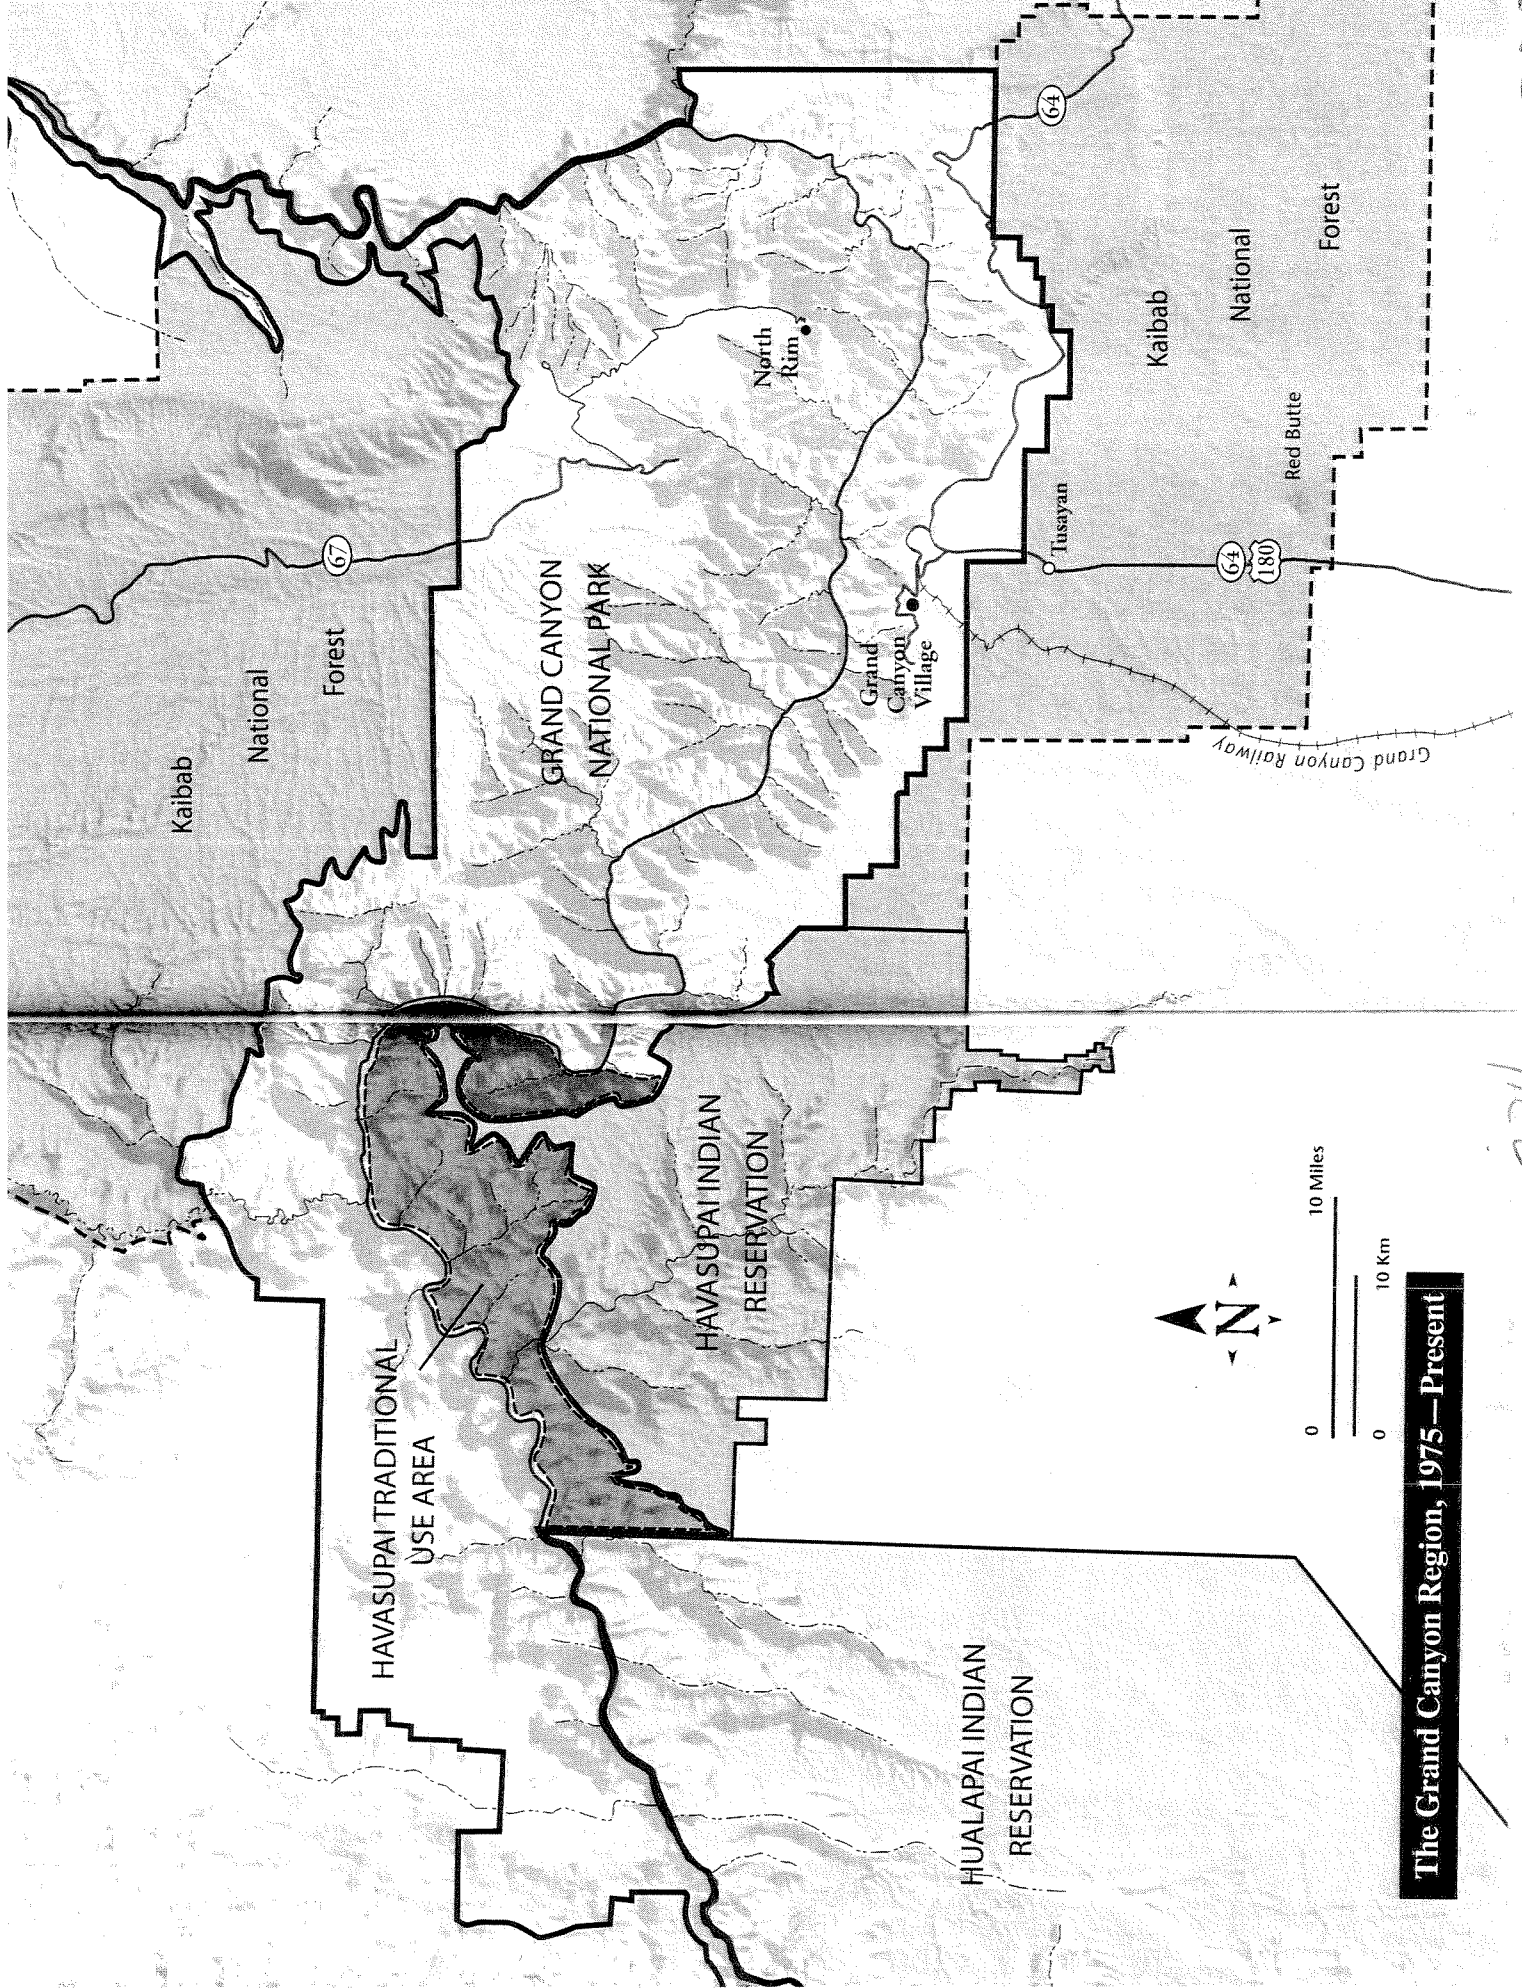 Kaibab
National
Forest
67
HAVASUPAI TRADITIONAL
USE AREA
GRAND CANYON
NATIONAL PARK
North
Rim
HAVASUPAI INDIAN
RESERVATION
Grand
Canyon
Village
HUALAPAI INDIAN
RESERVATION
Tusayan
64
Kaibab
National
Forest
Red Butte
64
180
Grand Canyon Railway
N
0
10 Miles
0
10 Km
The Grand Canyon Region, 1975—Present